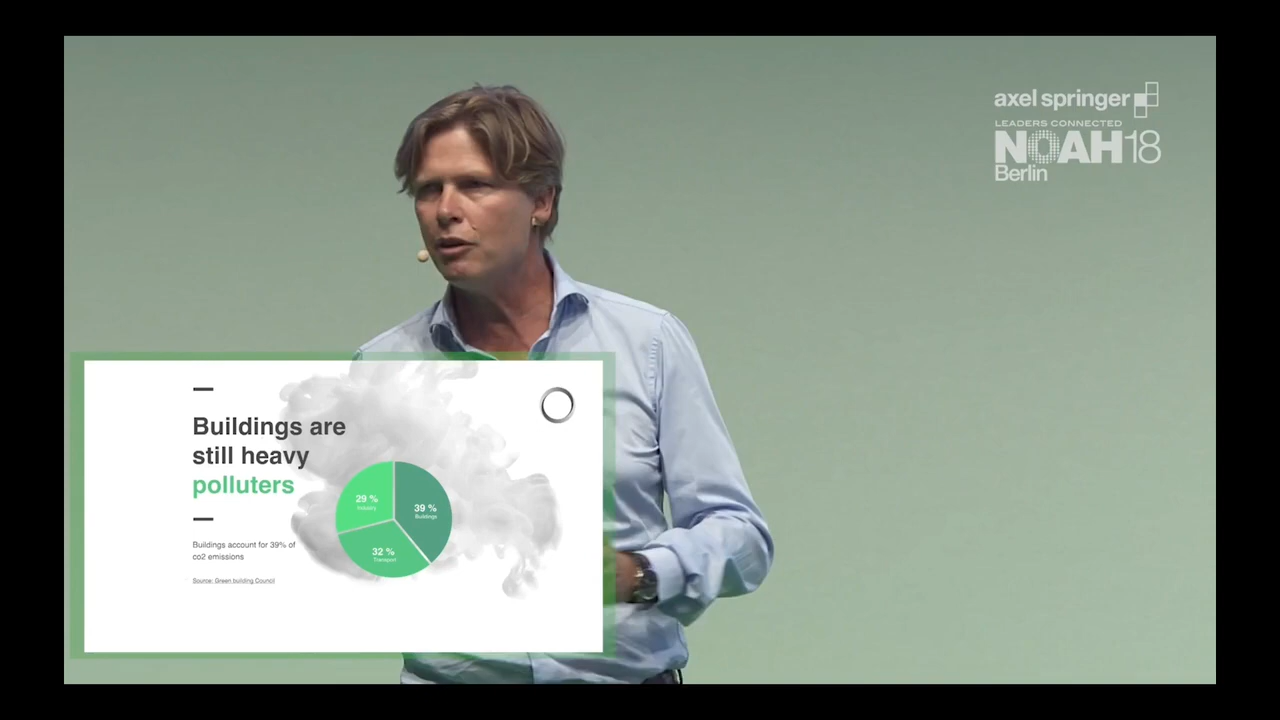 axel springer
LEADERS CONNECTED
NOAH18
Berlin
Buildings are
still heavy
polluters
29 %
Industry
39 %
Buildings
32 %
Transport
Buildings account for 39% of
co2 emissions
Source: Green building Council